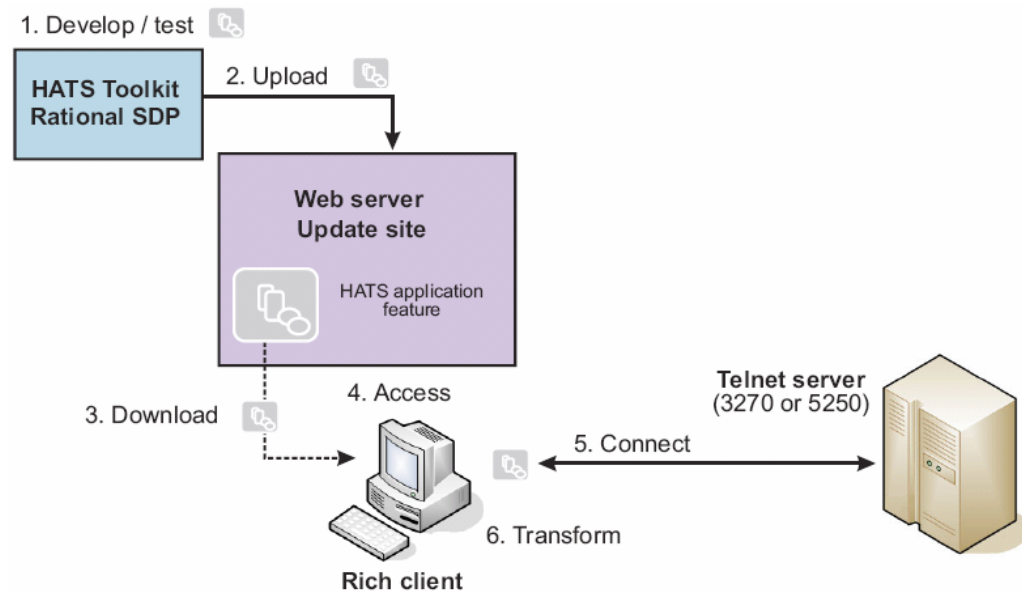 1. Develop / test
HATS Toolkit
Rational SDP
2. Upload
Web server
Update site
HATS application
feature
3. Download
4. Access
Telnet server
(3270 or 5250)
5. Connect
6. Transform
Rich client